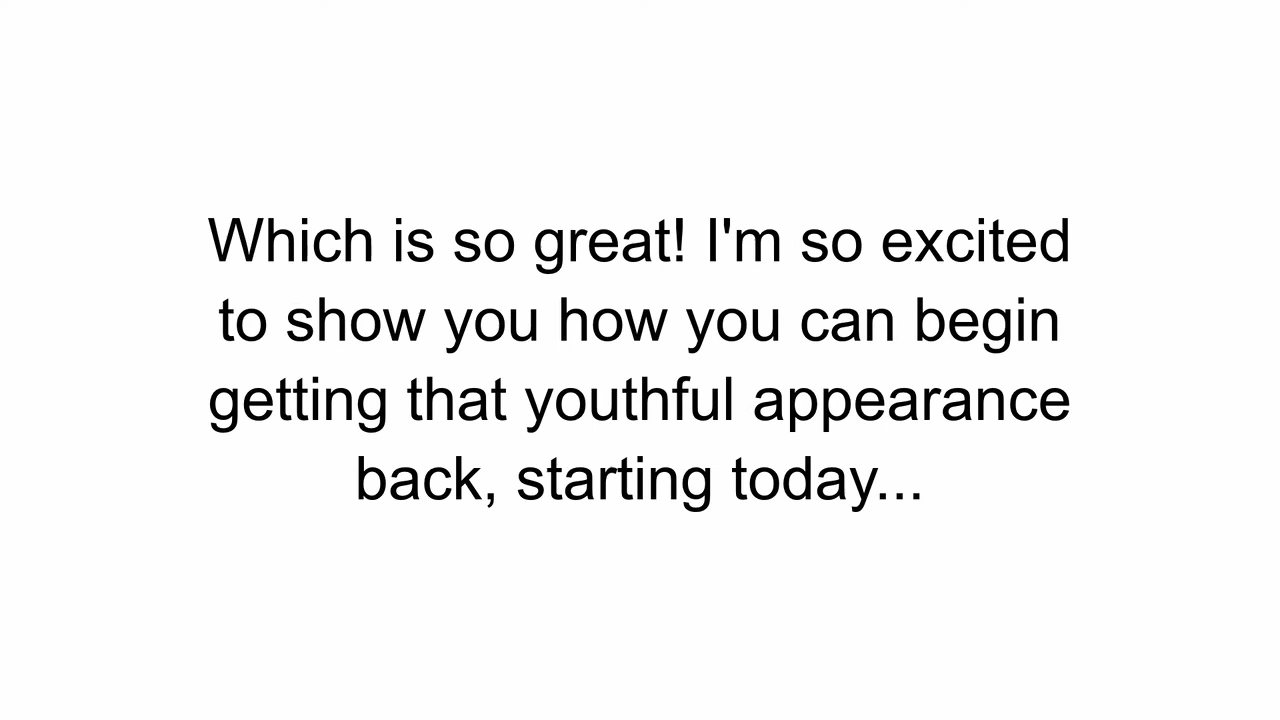 Which is so great! I'm so excited
to show you how you can begin
getting that youthful appearance
back, starting today...